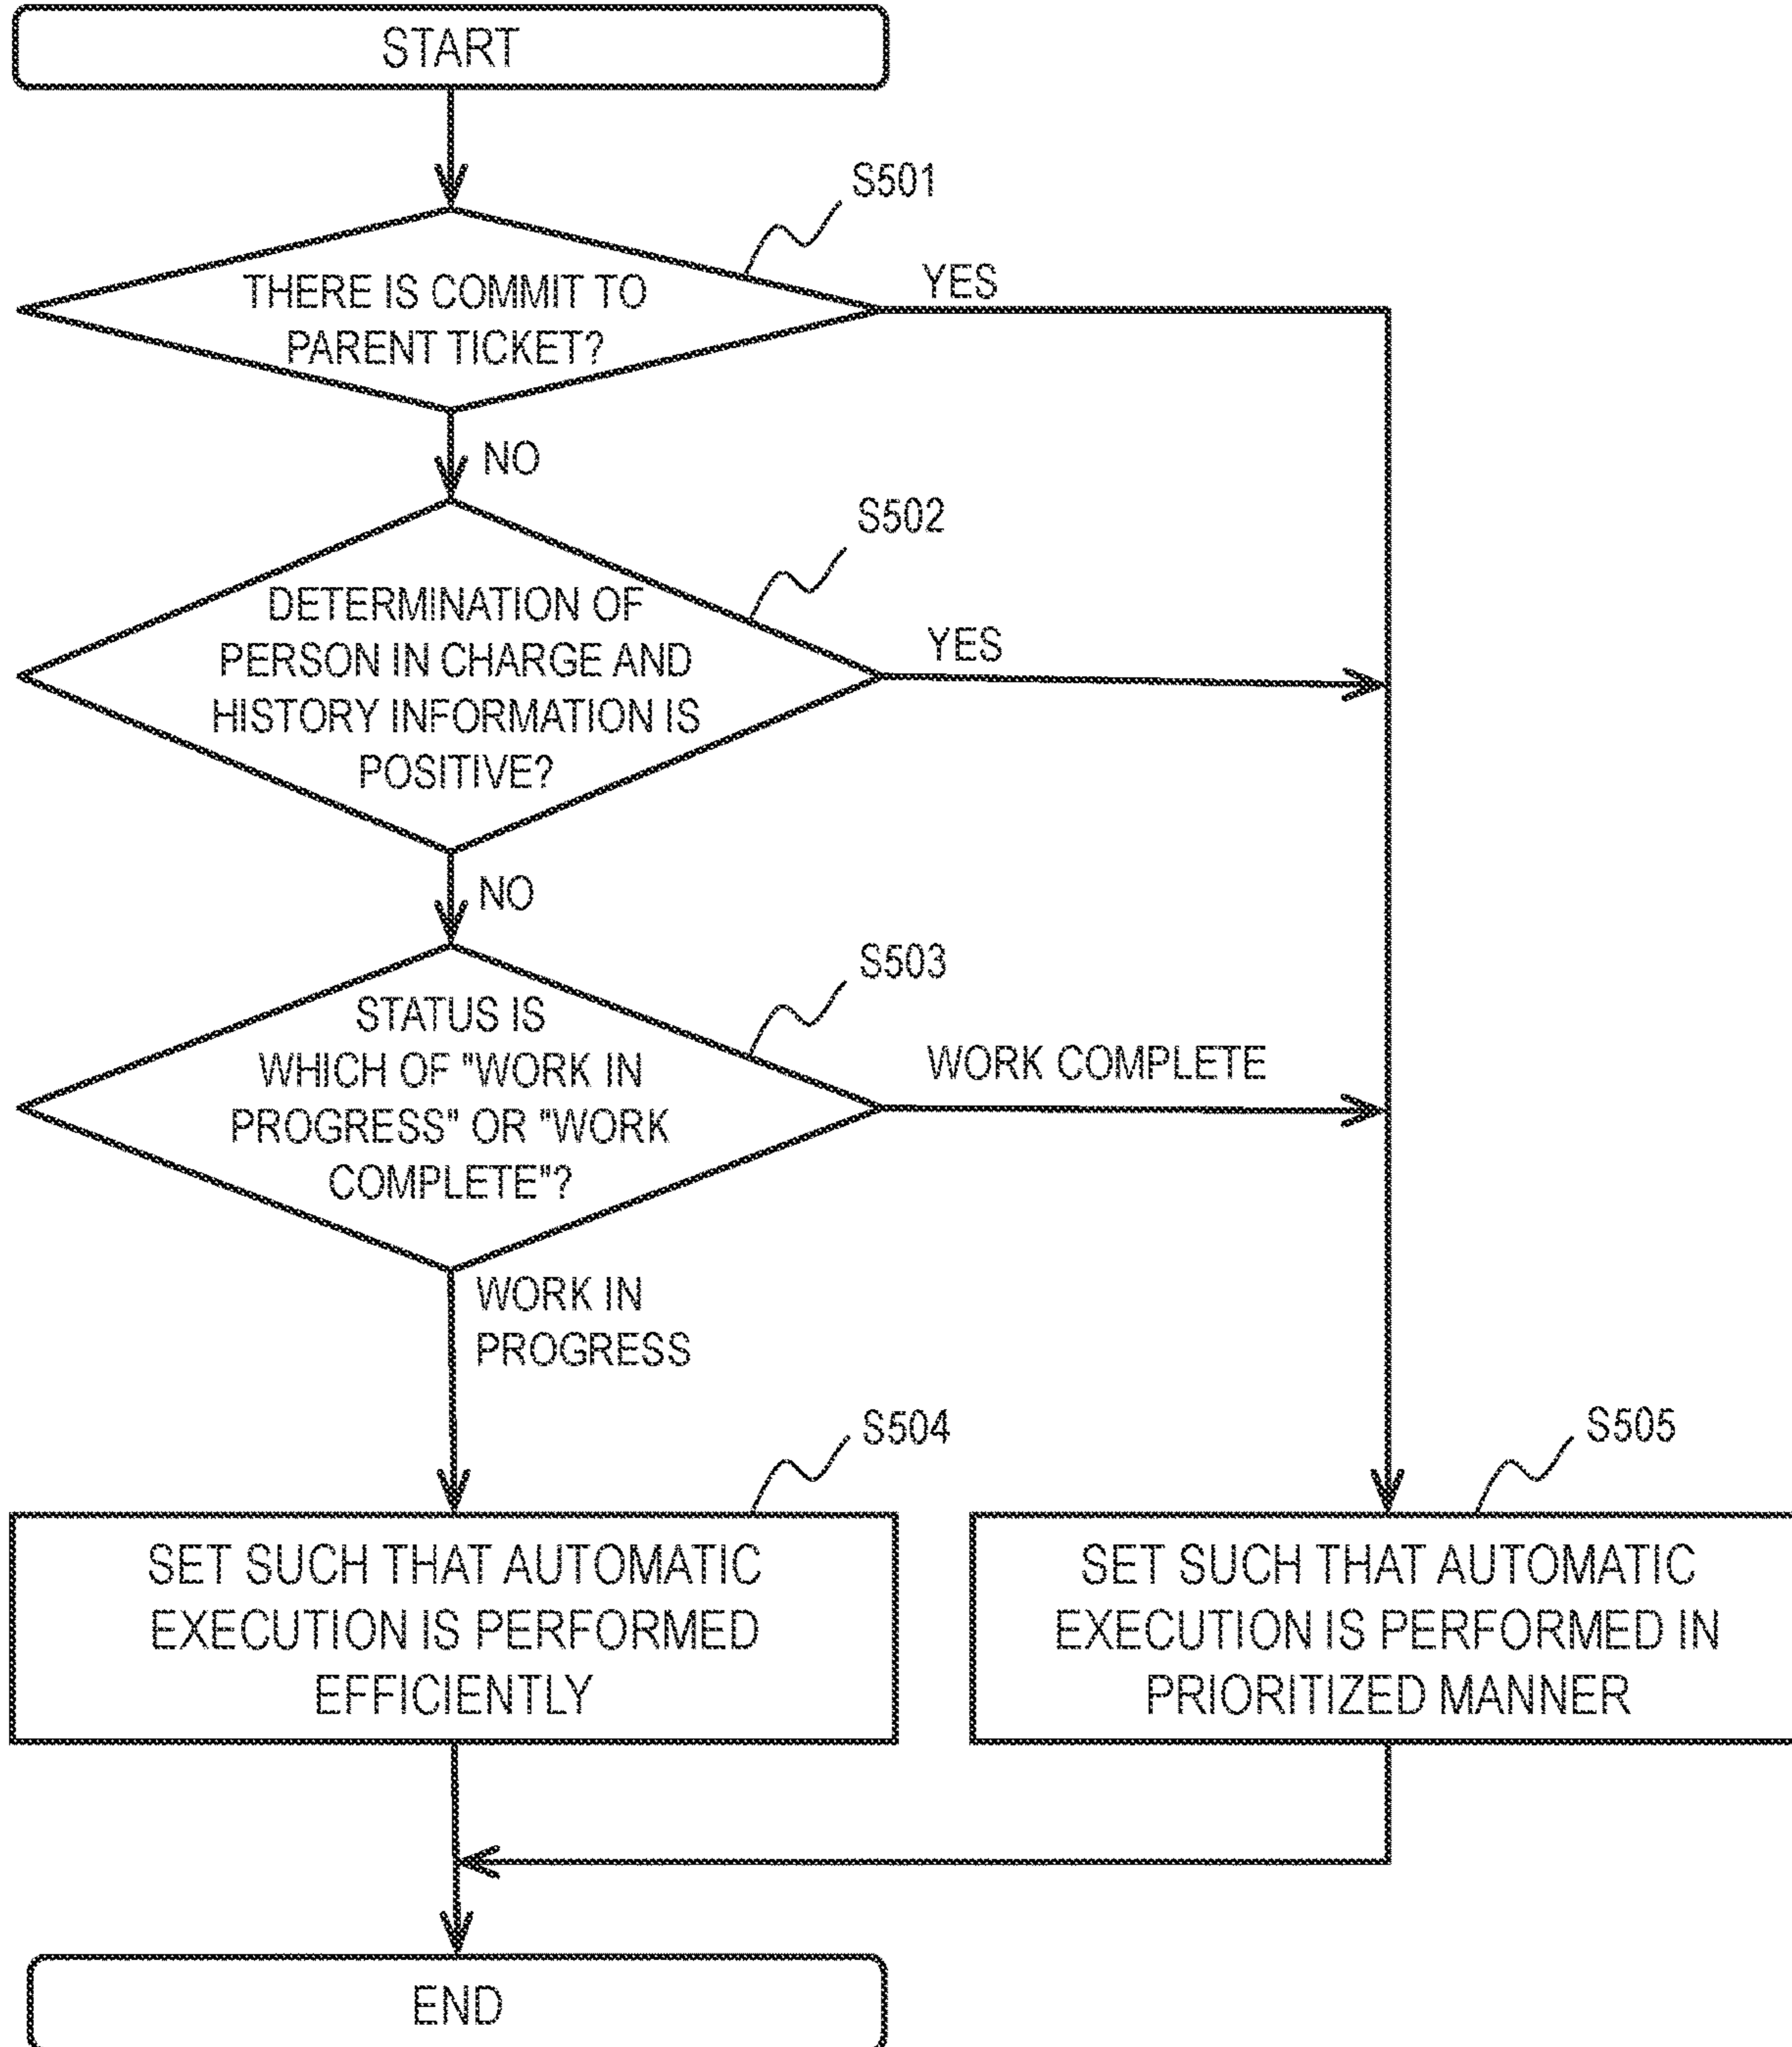 START
S501
THERE IS COMMIT TO
PARENT TICKET?
YES
NO
S502
DETERMINATION OF
PERSON IN CHARGE AND
HISTORY INFORMATION IS
POSITIVE?
YES
NO
S503
STATUS IS
WHICH OF "WORK IN
PROGRESS" OR "WORK
COMPLETE"?
WORK COMPLETE
WORK IN
PROGRESS
S504
SET SUCH THAT AUTOMATIC
EXECUTION IS PERFORMED
EFFICIENTLY
S505
SET SUCH THAT AUTOMATIC
EXECUTION IS PERFORMED IN
PRIORITIZED MANNER
END